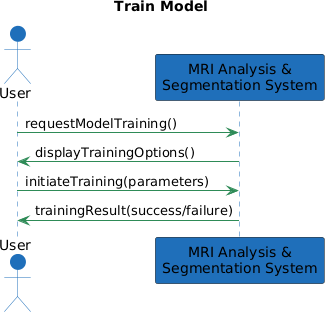 Train Model
User
MRI Analysis &
Segmentation System
requestModelTraining()
displayTrainingOptions()
initiateTraining(parameters)
trainingResult(success/failure)
User
MRI Analysis &
Segmentation System